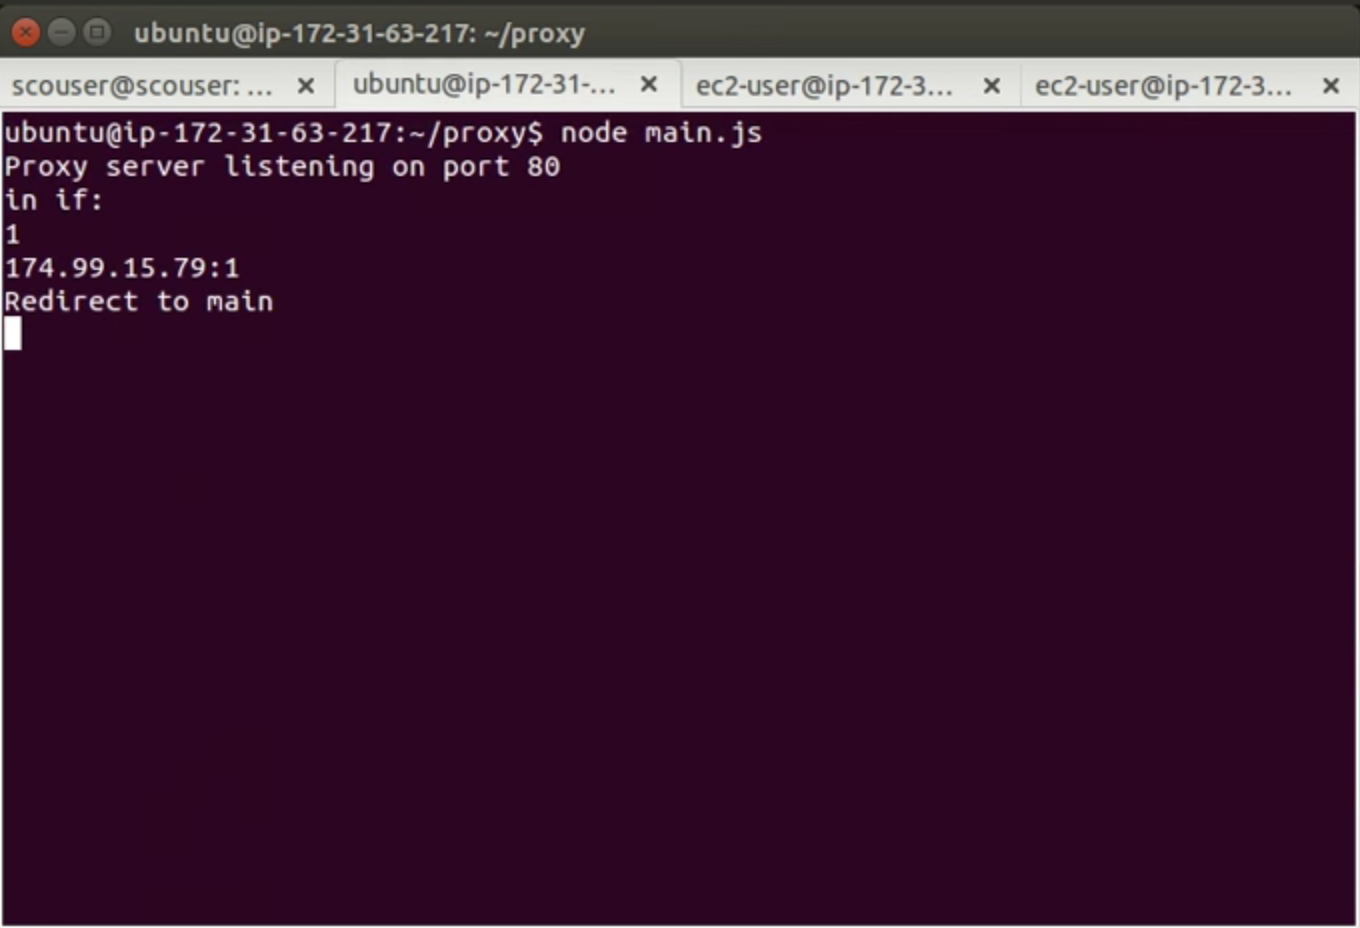 ubuntu@ip-172-31-63-217: ~/proxy
scouser@scouser: ... ubuntu@ip-172-31-... ec2-user@ip-172-3... ec2-user@ip-172-3...
ubuntu@ip-172-31-63-217:~/proxy$ node main.js
Proxy server listening on port 80
in if:
1
174.99.15.79:1
Redirect to main